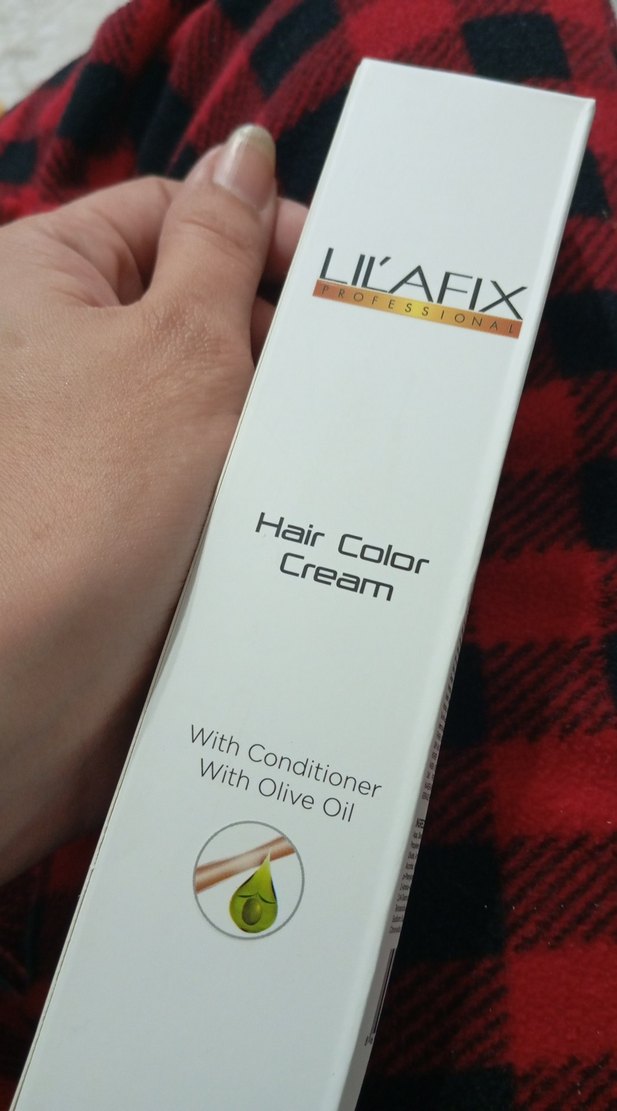 LIL'AFIX
PROFESSIONAL
Hair Color
Cream
With Conditioner
With Olive Oil